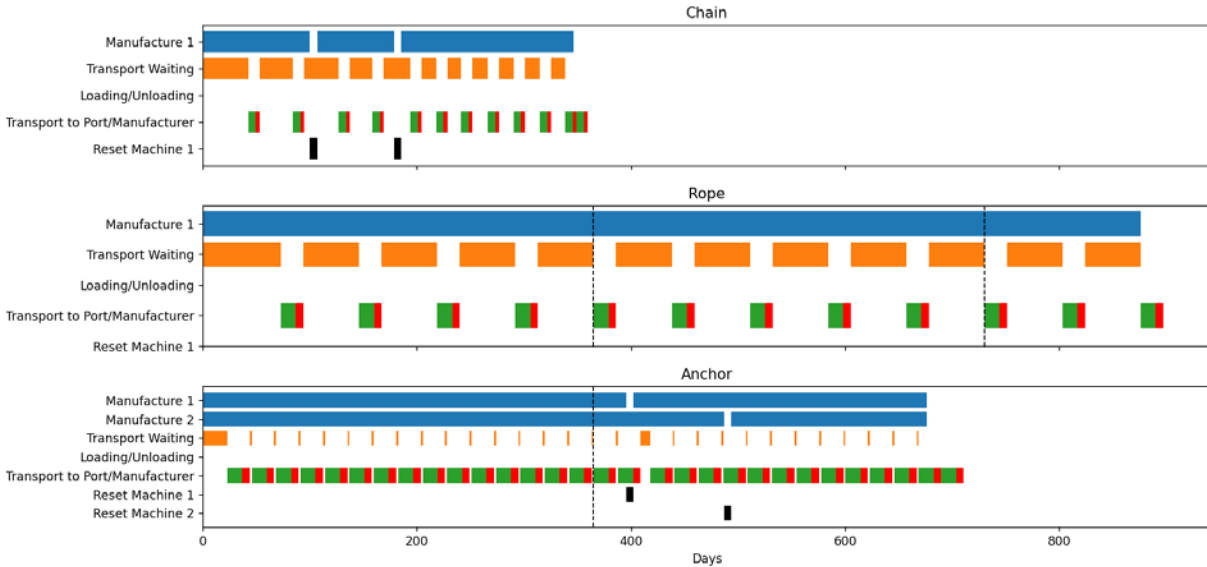 Chain
Manufacture 1
Transport Waiting
Loading/Unloading
Transport to Port/Manufacturer
Reset Machine 1
Rope
Manufacture 1
Transport Waiting
Loading/Unloading
Transport to Port/Manufacturer
Reset Machine 1
Anchor
Manufacture 1
Manufacture 2
Transport Waiting
Loading/Unloading
Transport to Port/Manufacturer
Reset Machine 1
Reset Machine 2
0 200 400 600 800
Days